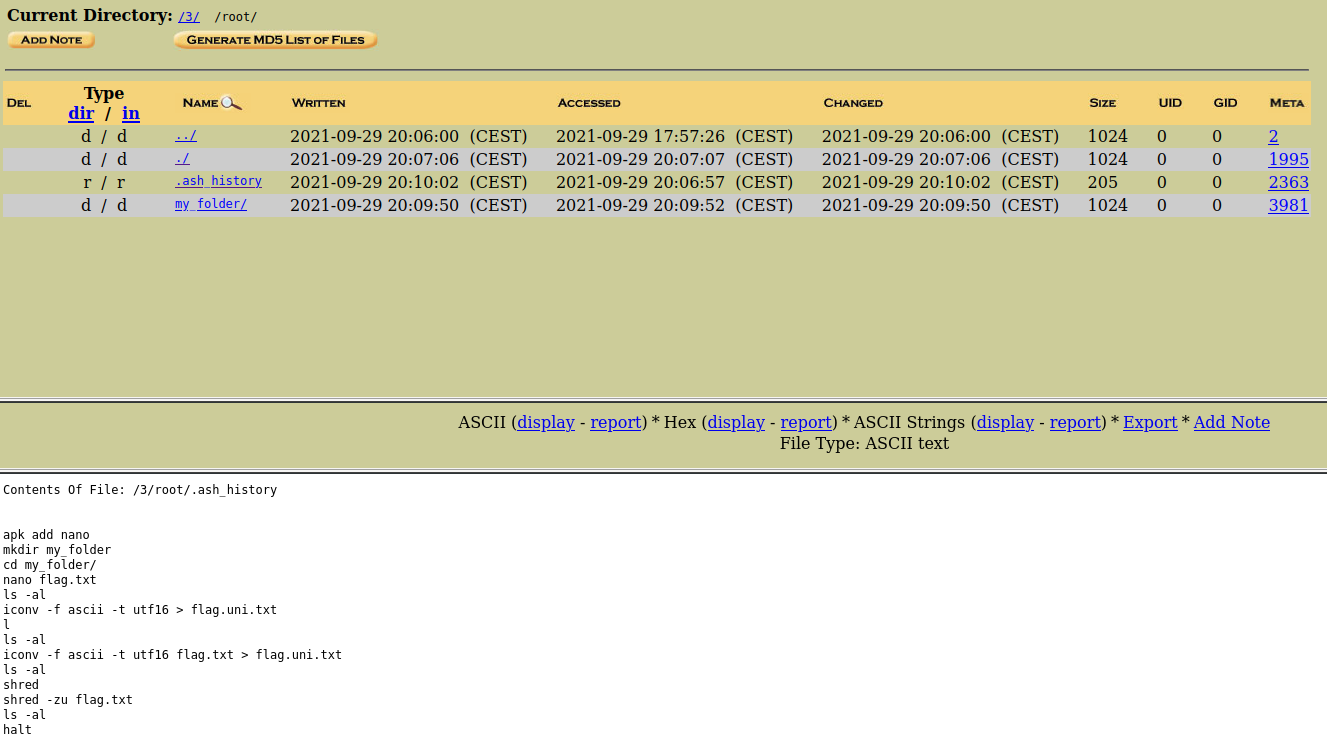 Current Directory: /3/ /root/
ADD NOTE GENERATE MD5 LIST OF FILES
DEL Type dir / in NAME WRITTEN ACCESSED CHANGED SIZE UID GID META
d / d ../ 2021-09-29 20:06:00 (CEST) 2021-09-29 17:57:26 (CEST) 2021-09-29 20:06:00 (CEST) 1024 0 0 2
d / d ./ 2021-09-29 20:07:06 (CEST) 2021-09-29 20:07:07 (CEST) 2021-09-29 20:07:06 (CEST) 1024 0 0 1995
r / r .ash_history 2021-09-29 20:10:02 (CEST) 2021-09-29 20:06:57 (CEST) 2021-09-29 20:10:02 (CEST) 205 0 0 2363
d / d my_folder/ 2021-09-29 20:09:50 (CEST) 2021-09-29 20:09:52 (CEST) 2021-09-29 20:09:50 (CEST) 1024 0 0 3981
ASCII (display - report) * Hex (display - report) * ASCII Strings (display - report) * Export * Add Note
File Type: ASCII text
Contents Of File: /3/root/.ash_history
apk add nano
mkdir my_folder
cd my_folder/
nano flag.txt
ls -al
iconv -f ascii -t utf16 > flag.uni.txt
l
ls -al
iconv -f ascii -t utf16 flag.txt > flag.uni.txt
ls -al
shred
shred -zu flag.txt
ls -al
halt